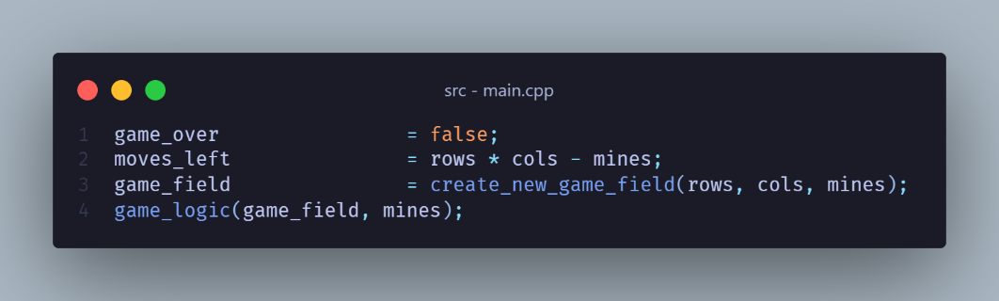 src - main.cpp
1 game_over                = false;
2 moves_left               = rows * cols - mines;
3 game_field               = create_new_game_field(rows, cols, mines);
4 game_logic(game_field, mines);